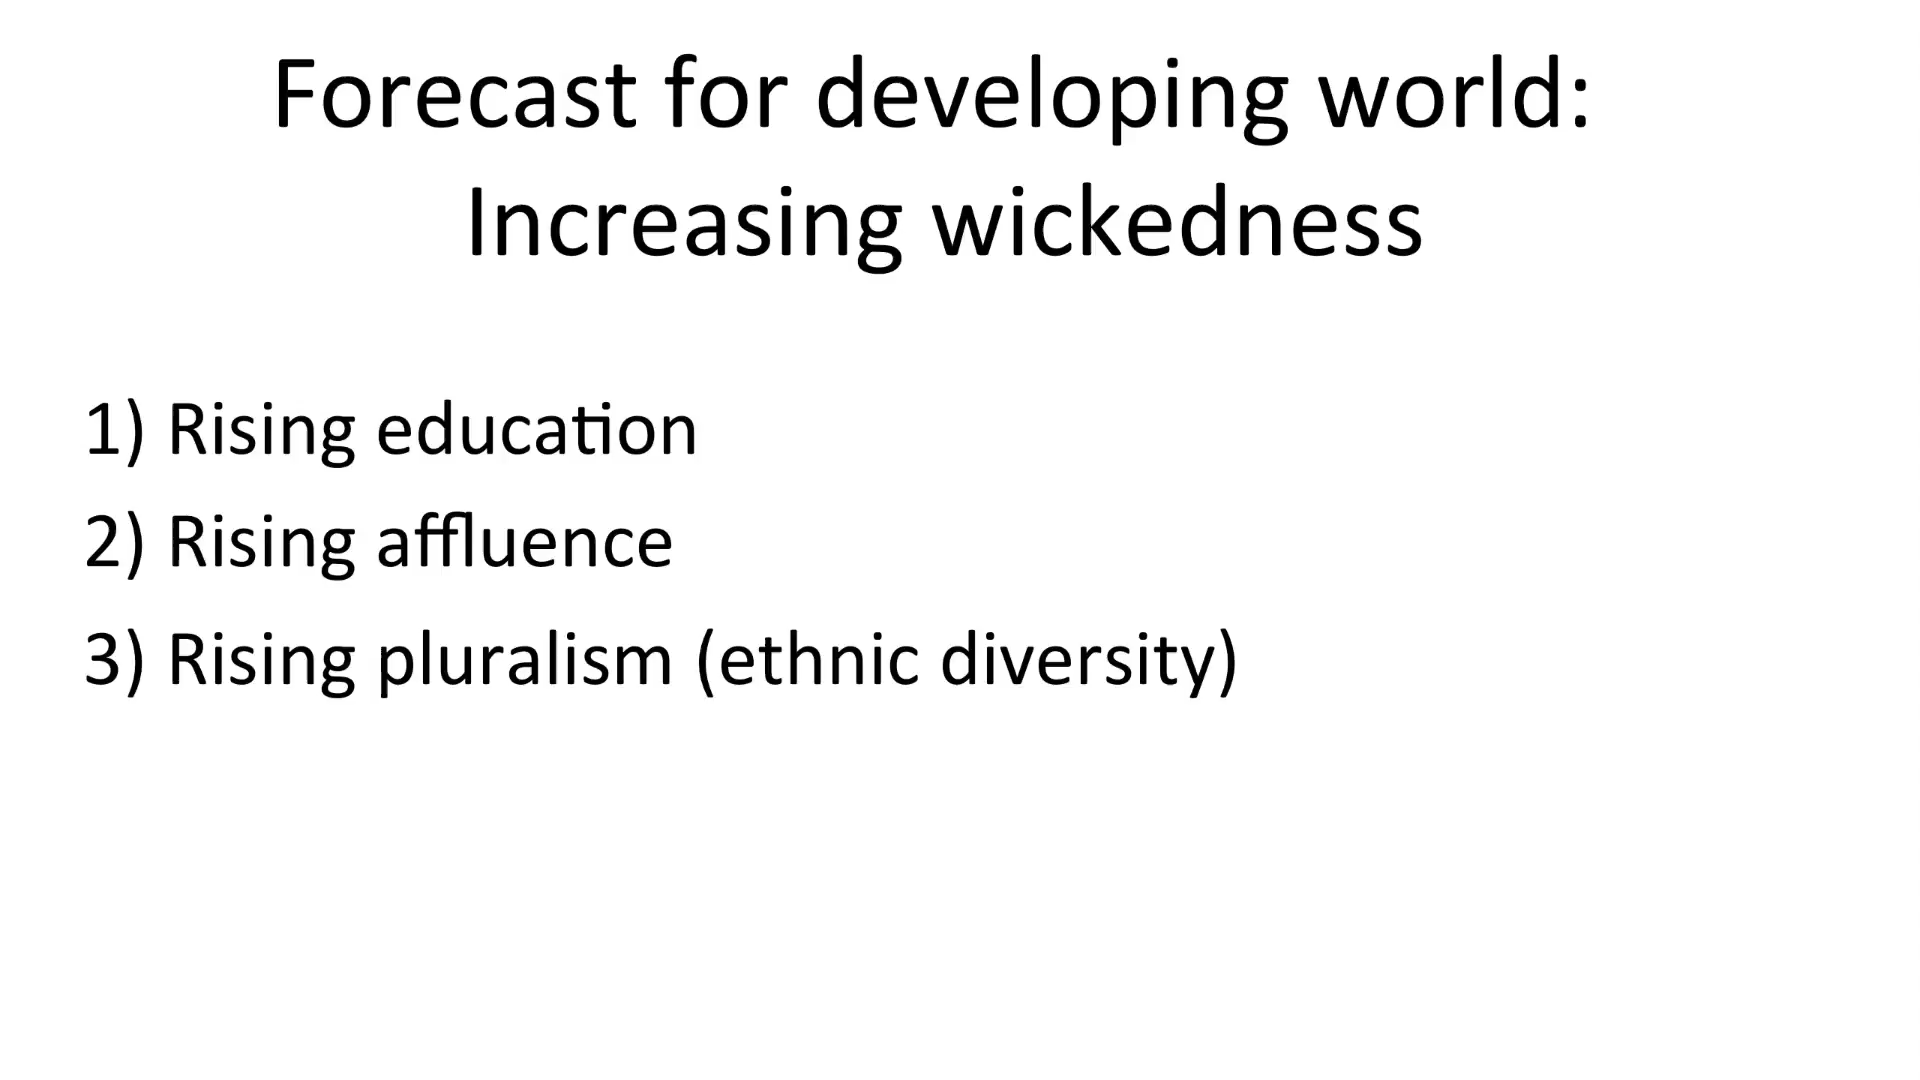 Forecast for developing world:
Increasing wickedness
1) Rising education
2) Rising affluence
3) Rising pluralism (ethnic diversity)